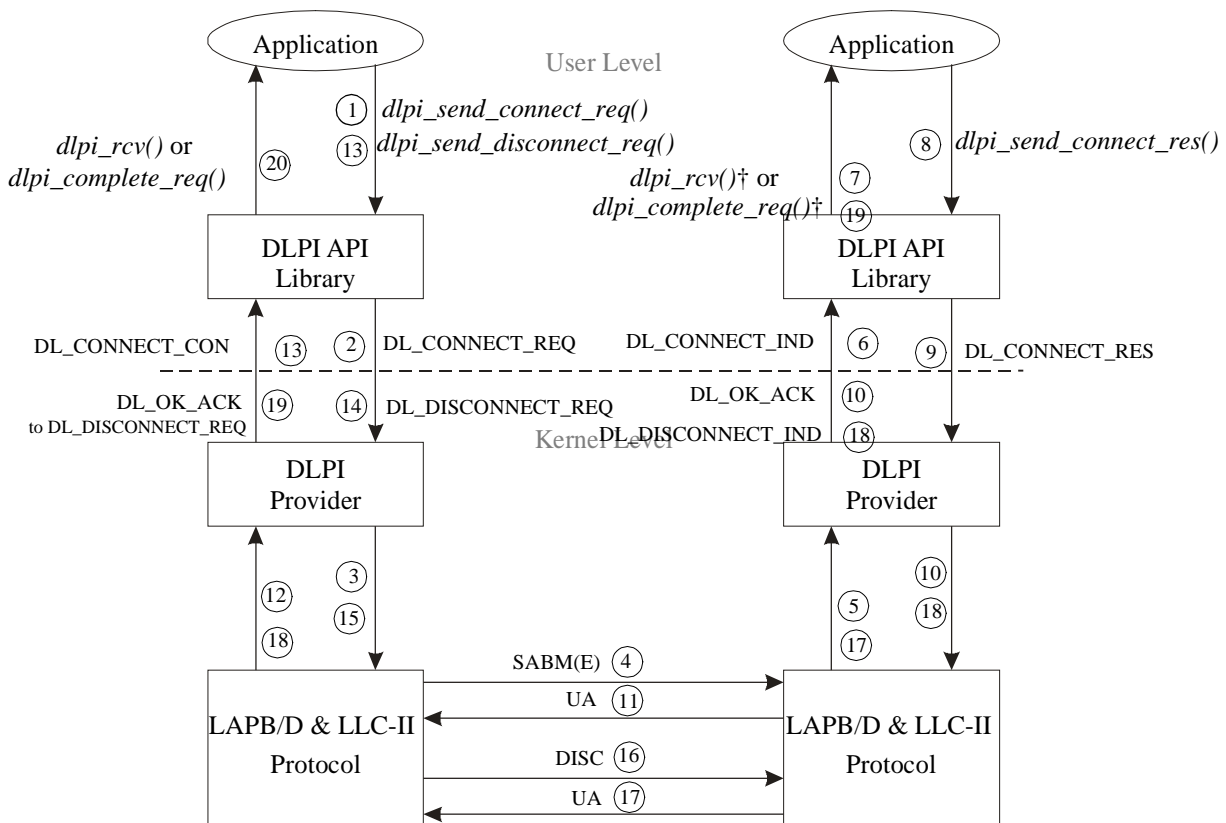 Application
Application
User Level
1 dlpi_send_connect_req()
13 dlpi_send_disconnect_req()
dlpi_rcv() or
dlpi_complete_req()
20
8 dlpi_send_connect_res()
dlpi_rcv()† or
dlpi_complete_req()†
7
19
DLPI API
Library
DLPI API
Library
DL_CONNECT_CON 13
2 DL_CONNECT_REQ
DL_CONNECT_IND 6
9 DL_CONNECT_RES
DL_OK_ACK 19
to DL_DISCONNECT_REQ
14 DL_DISCONNECT_REQ
DL_OK_ACK 10
DL_DISCONNECT_IND 18
Kernel Level
DLPI
Provider
DLPI
Provider
12
18
3
15
5
17
10
18
SABM(E) 4
UA 11
DISC 16
UA 17
LAPB/D & LLC-II
Protocol
LAPB/D & LLC-II
Protocol